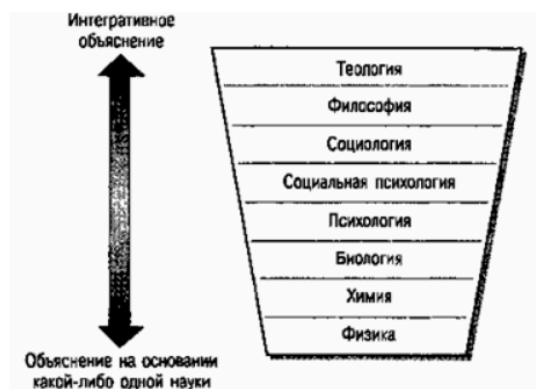 Интегративное
объяснение
Теология
Философия
Социология
Социальная психология
Психология
Биология
Химия
Физика
Объяснение на основании
какой-либо одной науки